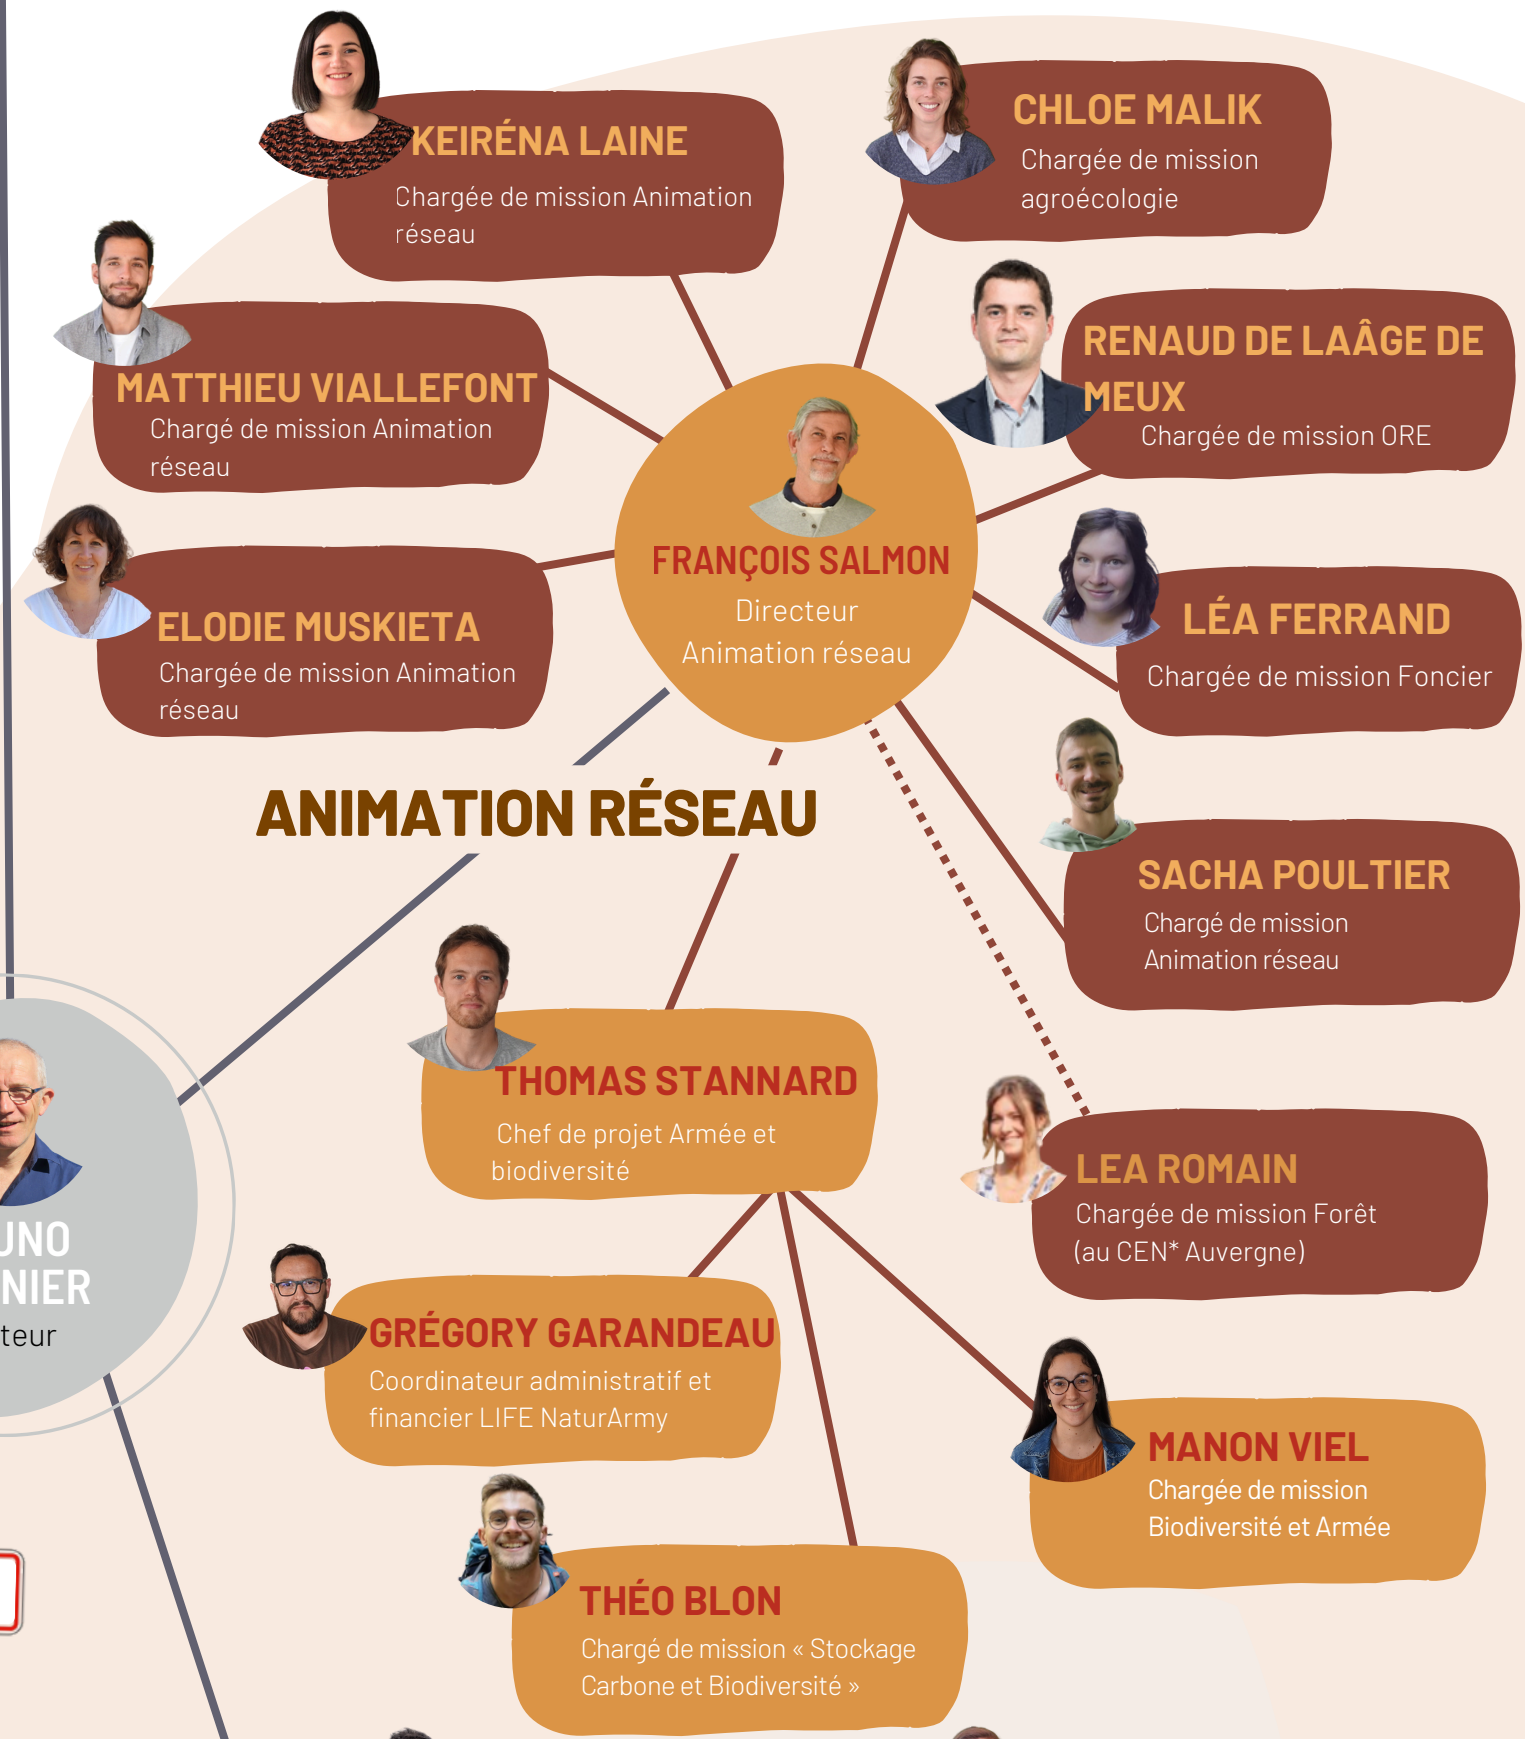 KEIRÉNA LAINE
Chargée de mission Animation
réseau
CHLOE MALIK
Chargée de mission
agroécologie
MATTHIEU VIALLEFONT
Chargé de mission Animation
réseau
RENAUD DE LAÂGE DE
MEUX
Chargée de mission ORE
FRANÇOIS SALMON
Directeur
Animation réseau
ELODIE MUSKIETA
Chargée de mission Animation
réseau
LÉA FERRAND
Chargée de mission Foncier
ANIMATION RÉSEAU
SACHA POULTIER
Chargé de mission
Animation réseau
THOMAS STANNARD
Chef de projet Armée et
biodiversité
LEA ROMAIN
Chargée de mission Forêt
(au CEN* Auvergne)
UNO
NIER
teur
GRÉGORY GARANDEAU
Coordinateur administratif et
financier LIFE NaturArmy
MANON VIEL
Chargée de mission
Biodiversité et Armée
THÉO BLON
Chargé de mission « Stockage
Carbone et Biodiversité »